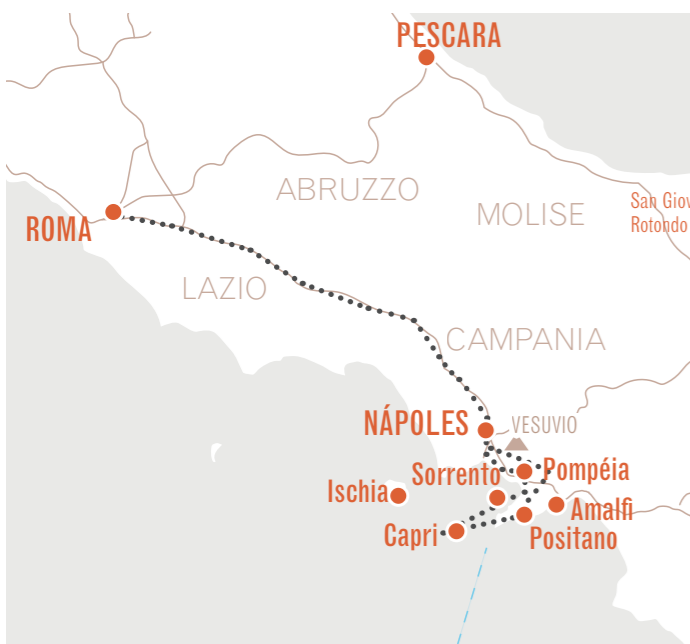 PESCARA
ABRUZZO
MOLISE
San Giov
Rotondo
ROMA
LAZIO
CAMPANIA
NÁPOLES
VESUVIO
Sorrento
Pompéia
Ischia
Amalfi
Capri
Positano